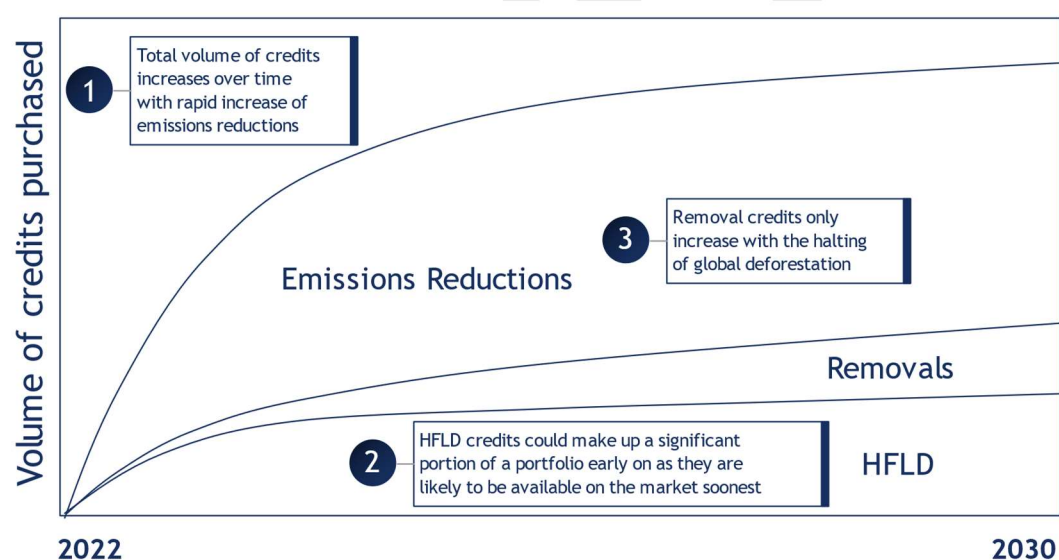 Volume of credits purchased
1
Total volume of credits
increases over time
with rapid increase of
emissions reductions
3
Removal credits only
increase with the halting
of global deforestation
Emissions Reductions
Removals
2
HFLD credits could make up a significant
portion of a portfolio early on as they are
likely to be available on the market soonest
HFLD
2022
2030